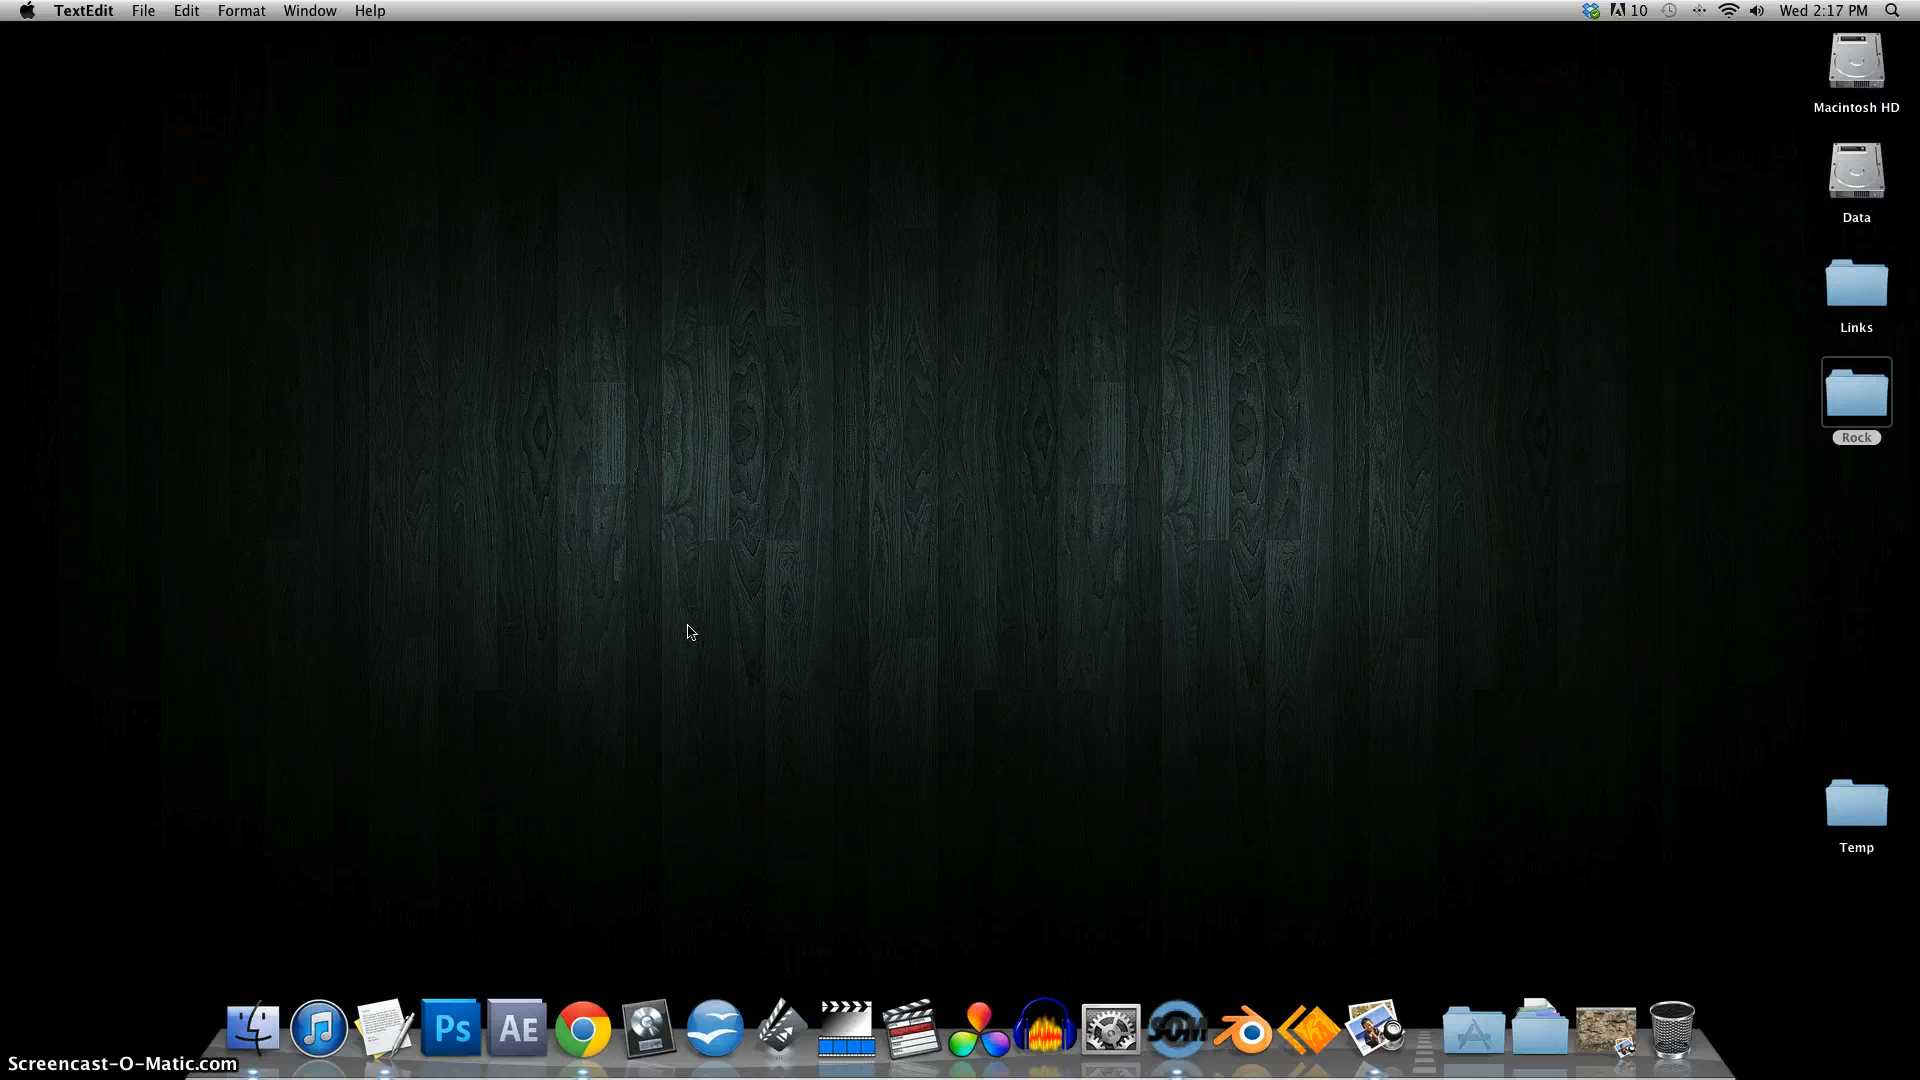 TextEdit File Edit Format Window Help 10 Wed 2:17 PM
Macintosh HD
Data
Links
Rock
Temp
Ps AE SOM
Screencast-O-Matic.com